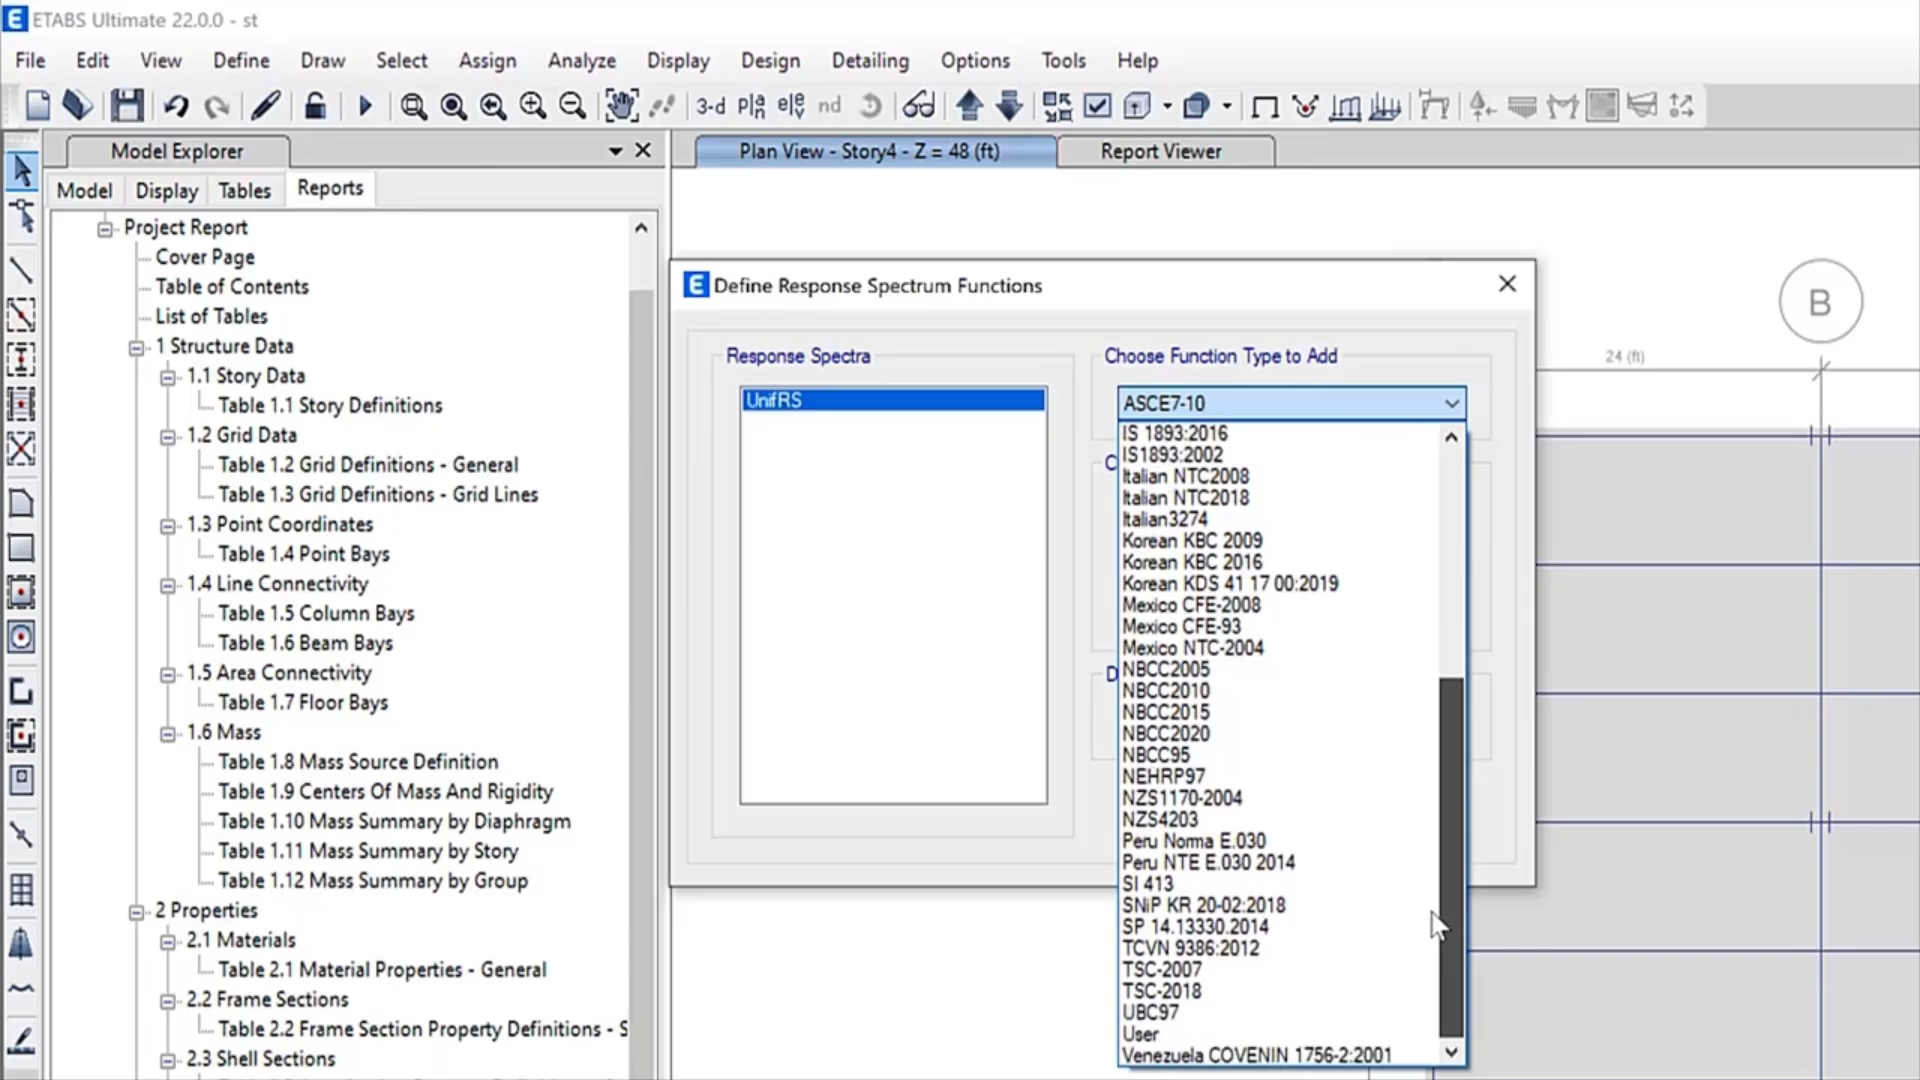 ETABS Ultimate 22.0.0 - st
File Edit View Define Draw Select Assign Analyze Display Design Detailing Options Tools Help
3-d
nd
Model Explorer
Model Display Tables Reports
Project Report
Cover Page
Table of Contents
List of Tables
1 Structure Data
1.1 Story Data
Table 1.1 Story Definitions
1.2 Grid Data
Table 1.2 Grid Definitions - General
Table 1.3 Grid Definitions - Grid Lines
1.3 Point Coordinates
Table 1.4 Point Bays
1.4 Line Connectivity
Table 1.5 Column Bays
Table 1.6 Beam Bays
1.5 Area Connectivity
Table 1.7 Floor Bays
1.6 Mass
Table 1.8 Mass Source Definition
Table 1.9 Centers Of Mass And Rigidity
Table 1.10 Mass Summary by Diaphragm
Table 1.11 Mass Summary by Story
Table 1.12 Mass Summary by Group
2 Properties
2.1 Materials
Table 2.1 Material Properties - General
2.2 Frame Sections
Table 2.2 Frame Section Property Definitions - S
2.3 Shell Sections
Plan View - Story4 - Z = 48 (ft)
Report Viewer
Define Response Spectrum Functions
Response Spectra
UnifRS
Choose Function Type to Add
ASCE7-10
IS 1893:2016
IS1893:2002
Italian NTC2008
Italian NTC2018
Italian3274
Korean KBC 2009
Korean KBC 2016
Korean KDS 41 17 00:2019
Mexico CFE-2008
Mexico CFE-93
Mexico NTC-2004
NBCC2005
NBCC2010
NBCC2015
NBCC2020
NBCC95
NEHRP97
NZS1170-2004
NZS4203
Peru Norma E.030
Peru NTE E.030 2014
SI 413
SNiP KR 20-02:2018
SP 14.13330.2014
TCVN 9386:2012
TSC-2007
TSC-2018
UBC97
User
Venezuela COVENIN 1756-2:2001
C
D
B
24 (ft)